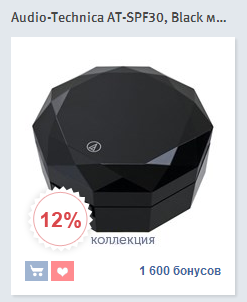 Audio-Technica AT-SPF30, Black м...
12%
коллекция
1 600 бонусов